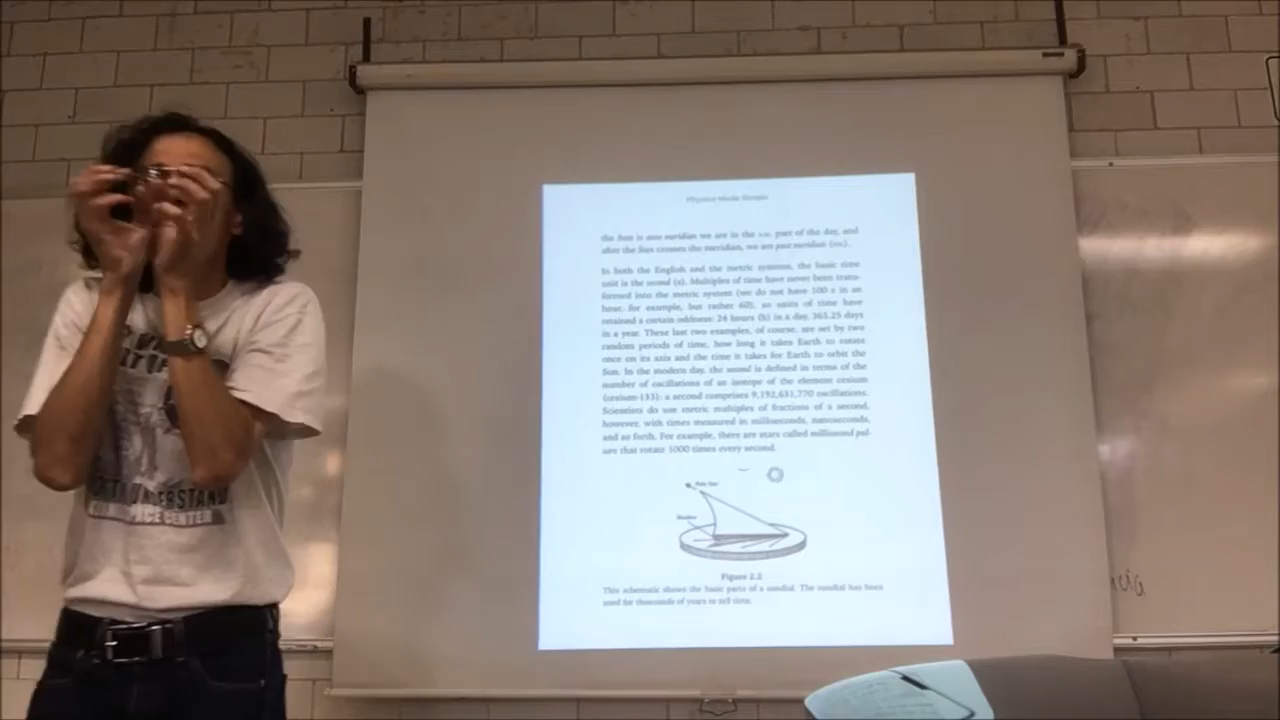 Physics Made Simple
the Sun is ante meridian we are in the A.M. part of the day, and
after the Sun crosses the meridian, we are post meridian (P.M.).
In both the English and the metric systems, the basic time
unit is the second (s). Multiples of time have never been trans-
formed into the metric system (we do not have 100 s in an
hour, for example, but rather 60), so units of time have
retained a certain oddness: 24 hours (h) in a day, 365.25 days
in a year. These last two examples, of course, are set by two
random periods of time, how long it takes Earth to rotate
once on its axis and the time it takes for Earth to orbit the
Sun. In the modern day, the second is defined in terms of the
number of oscillations of an isotope of the element cesium
(cesium-133): a second comprises 9,192,631,770 oscillations.
Scientists do use metric multiples of fractions of a second,
however, with times measured in milliseconds, nanoseconds,
and so forth. For example, there are stars called millisecond pul-
sars that rotate 1000 times every second.
Pole Star
Shadow
Figure 2.2
This schematic shows the basic parts of a sundial. The sundial has been
used for thousands of years to tell time.
UNDERSTAND
CENTER